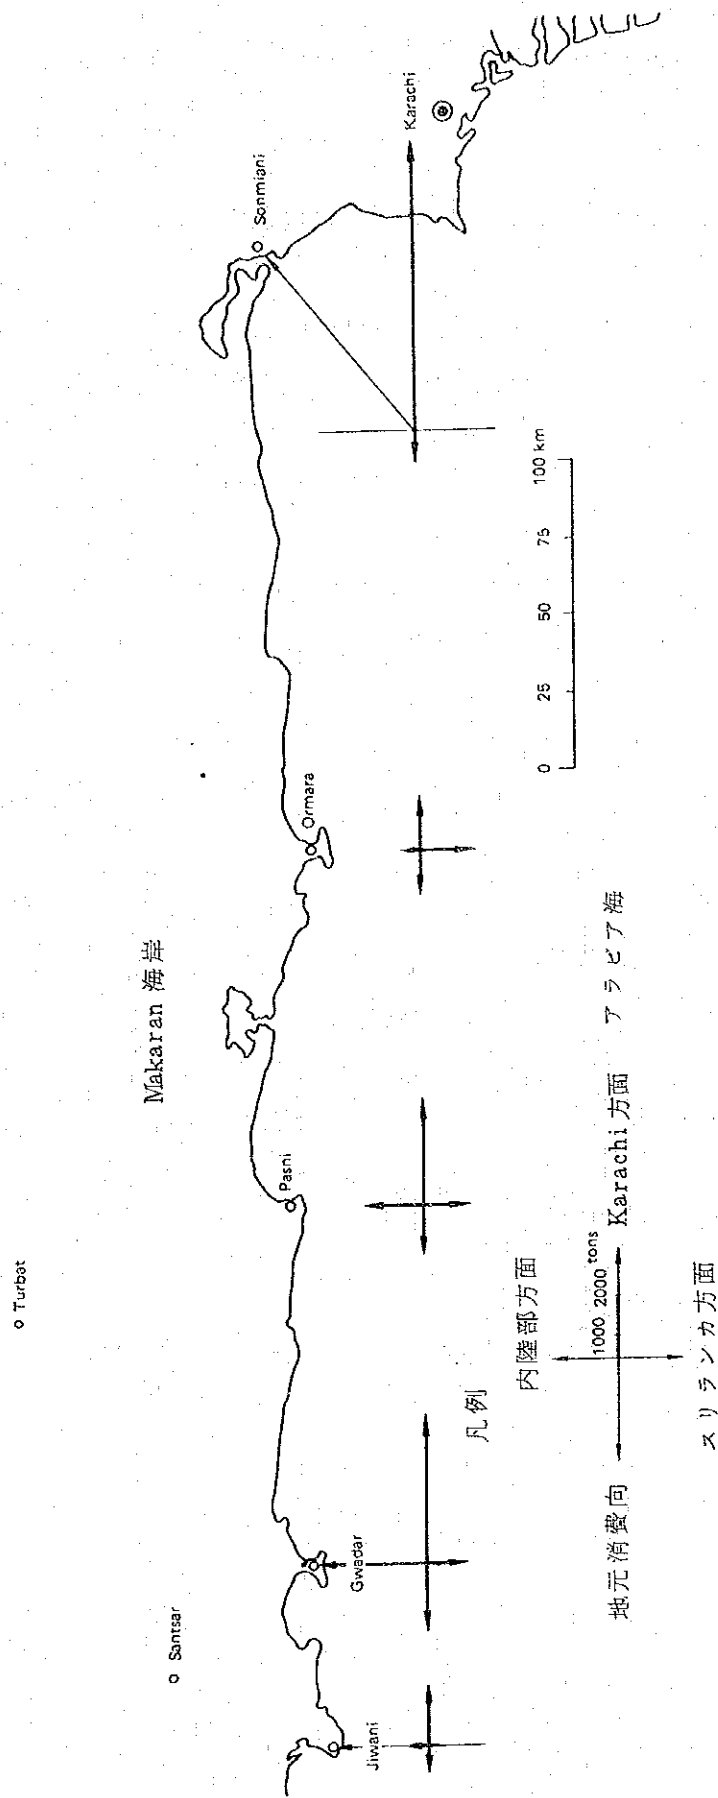 Turbat
Makaran 海岸
Santsar
Jiwani
Gwadar
Pasni
Ormara
Sonmiani
Karachi
0 25 50 75 100 km
アラビア海
凡例
内陸部方面
1000 2000 tons
地元消費向
Karachi 方面
スリランカ方面